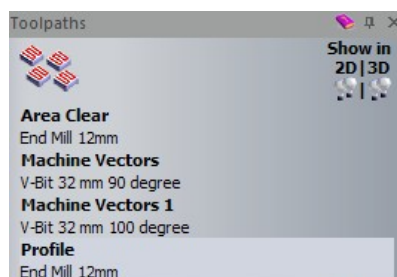 Toolpaths
Show in
2D|3D
|
Area Clear
End Mill 12mm
Machine Vectors
V-Bit 32 mm 90 degree
Machine Vectors 1
V-Bit 32 mm 100 degree
Profile
End Mill 12mm